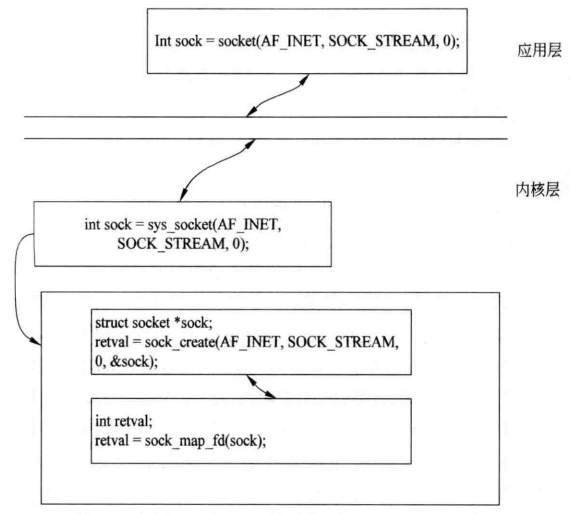 Int sock = socket(AF_INET, SOCK_STREAM, 0);
应用层
内核层
int sock = sys_socket(AF_INET,
SOCK_STREAM, 0);
struct socket *sock;
retval = sock_create(AF_INET, SOCK_STREAM,
0, &sock);
int retval;
retval = sock_map_fd(sock);